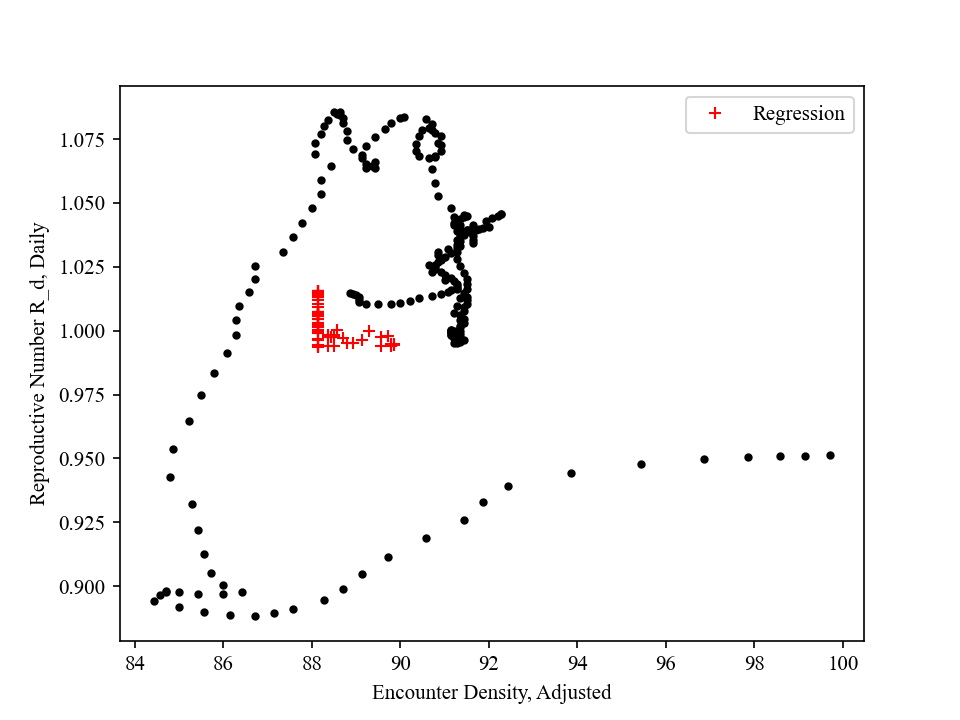 Regression
1.075
1.050
1.025
1.000
0.975
0.950
0.925
0.900
Reproductive Number R_d, Daily
84 86 88 90 92 94 96 98 100
Encounter Density, Adjusted